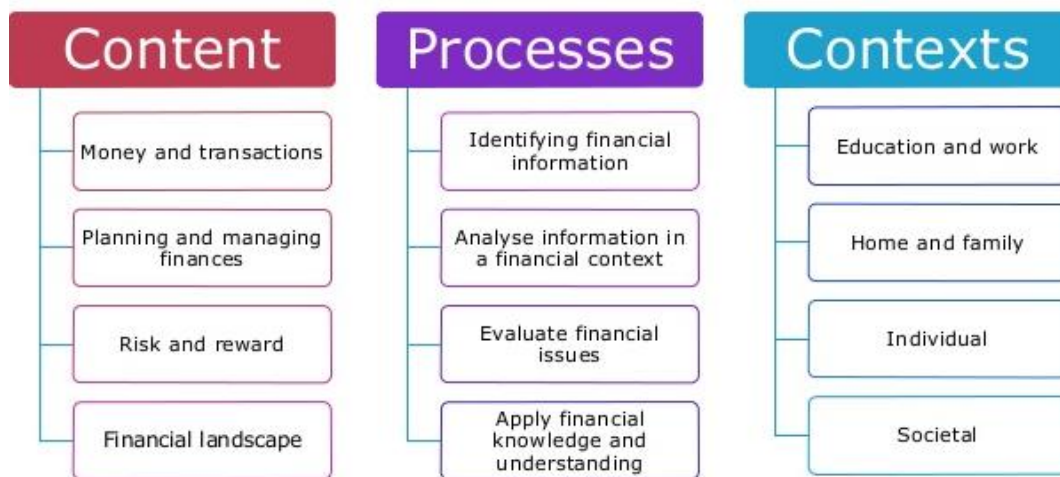 Content
Money and transactions
Planning and managing
finances
Risk and reward
Financial landscape
Processes
Identifying financial
information
Analyse information in
a financial context
Evaluate financial
issues
Apply financial
knowledge and
understanding
Contexts
Education and work
Home and family
Individual
Societal